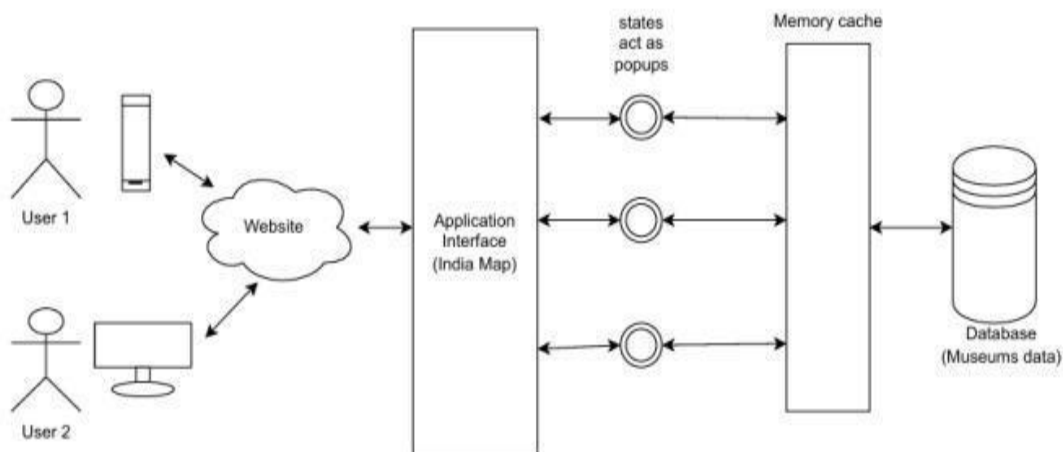 states
act as
popups
Memory cache
User 1
Website
Application
Interface
(India Map)
Database
(Museums data)
User 2